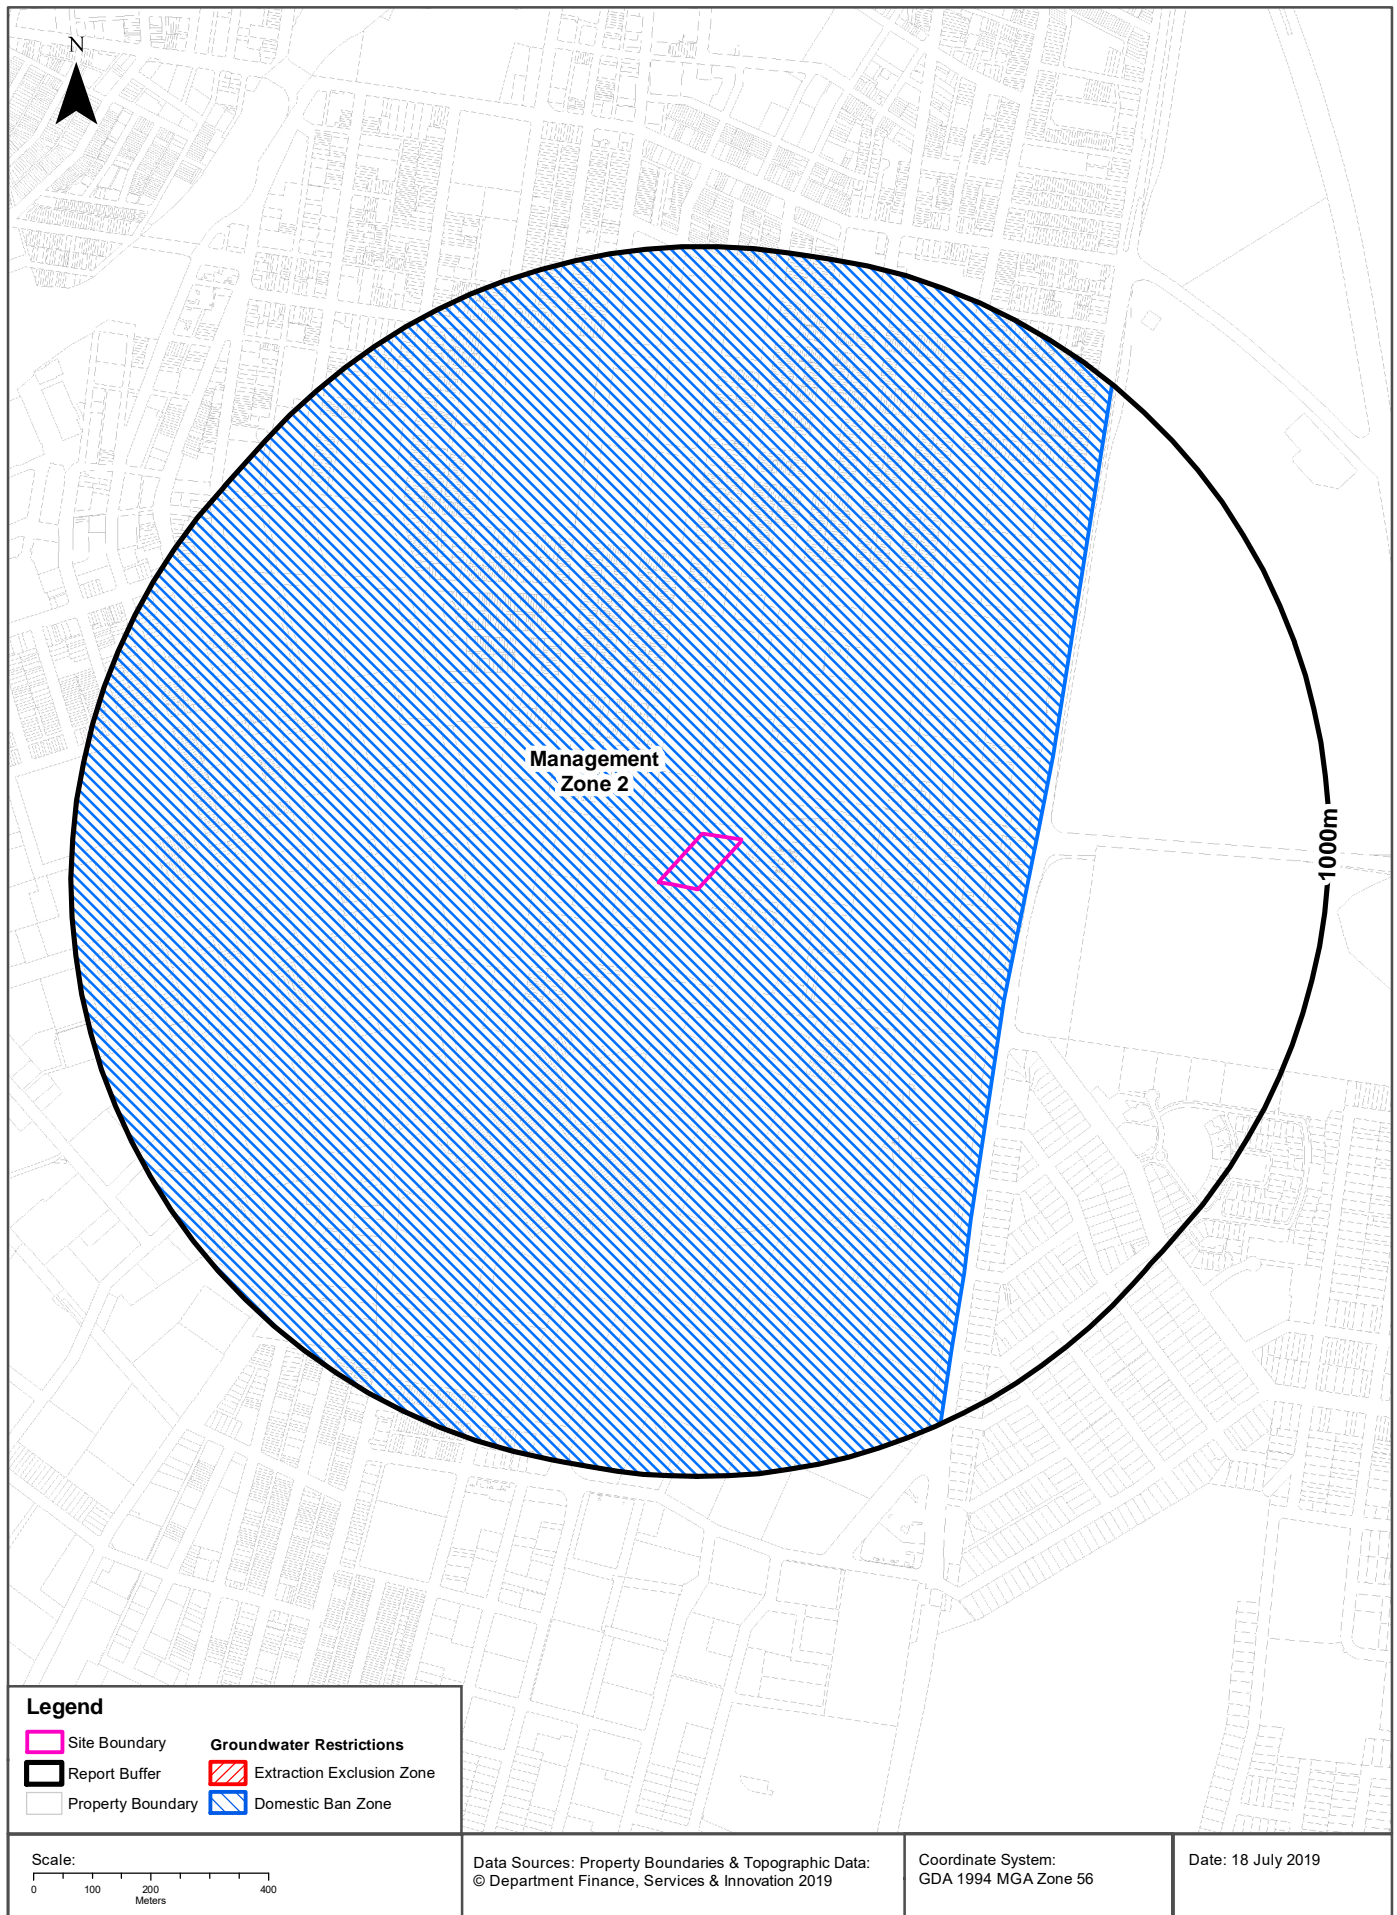 N
Management
Zone 2
1000m
Legend
Site Boundary
Report Buffer
Property Boundary
Groundwater Restrictions
Extraction Exclusion Zone
Domestic Ban Zone
Scale:
0 100 200 400
Meters
Data Sources: Property Boundaries & Topographic Data:
© Department Finance, Services & Innovation 2019
Coordinate System:
GDA 1994 MGA Zone 56
Date: 18 July 2019